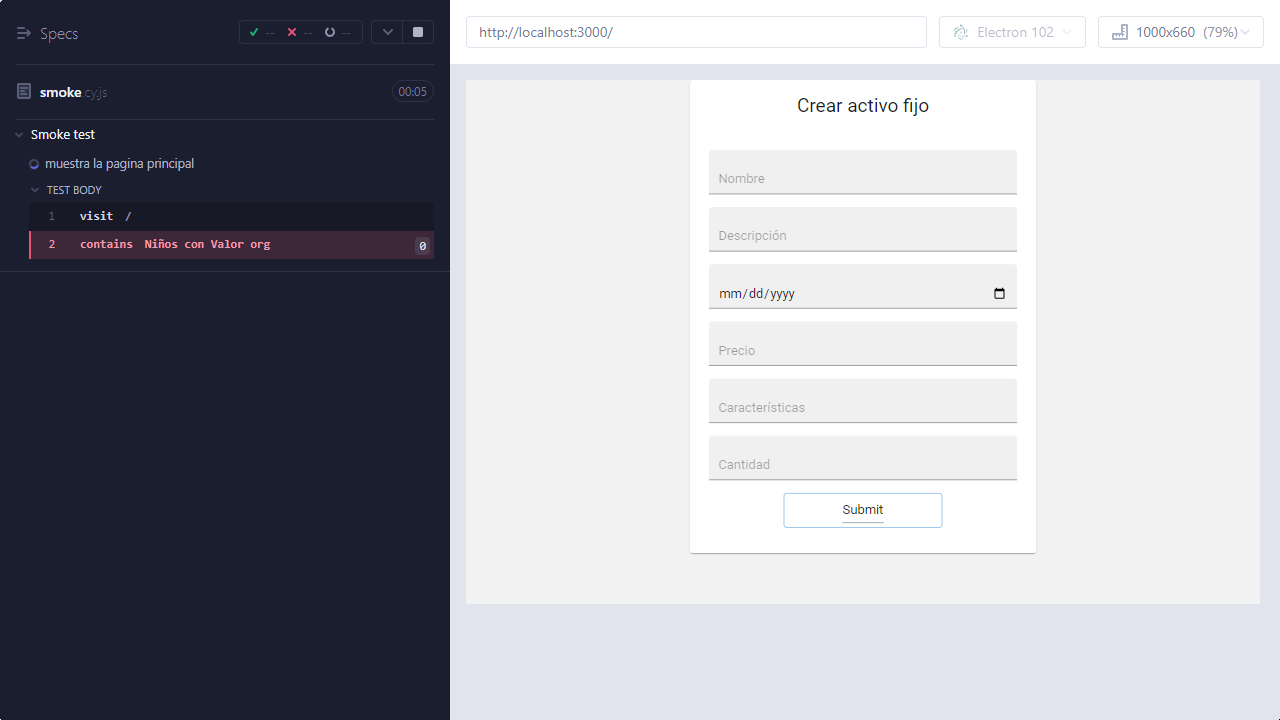 Specs
-- -- --
smoke.cy.js 00:05
Smoke test
muestra la pagina principal
TEST BODY
1 visit /
2 contains Niños con Valor org 0
http://localhost:3000/
Electron 102
1000x660 (79%)
Crear activo fijo
Nombre
Descripción
mm/dd/yyyy
Precio
Características
Cantidad
Submit